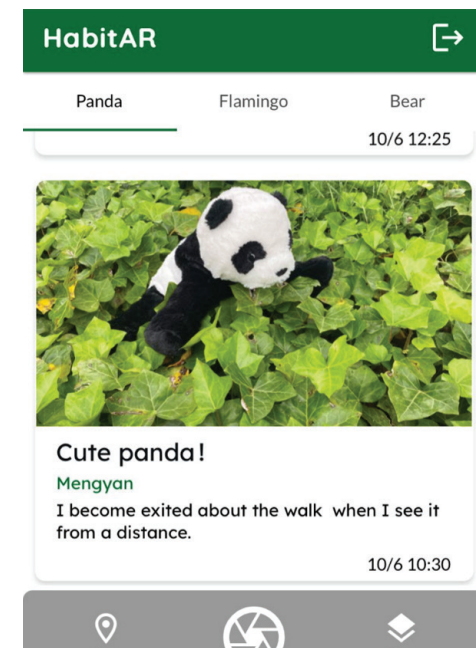 HabitAR
Panda Flamingo Bear
10/6 12:25
Cute panda!
Mengyan
I become exited about the walk when I see it
from a distance.
10/6 10:30